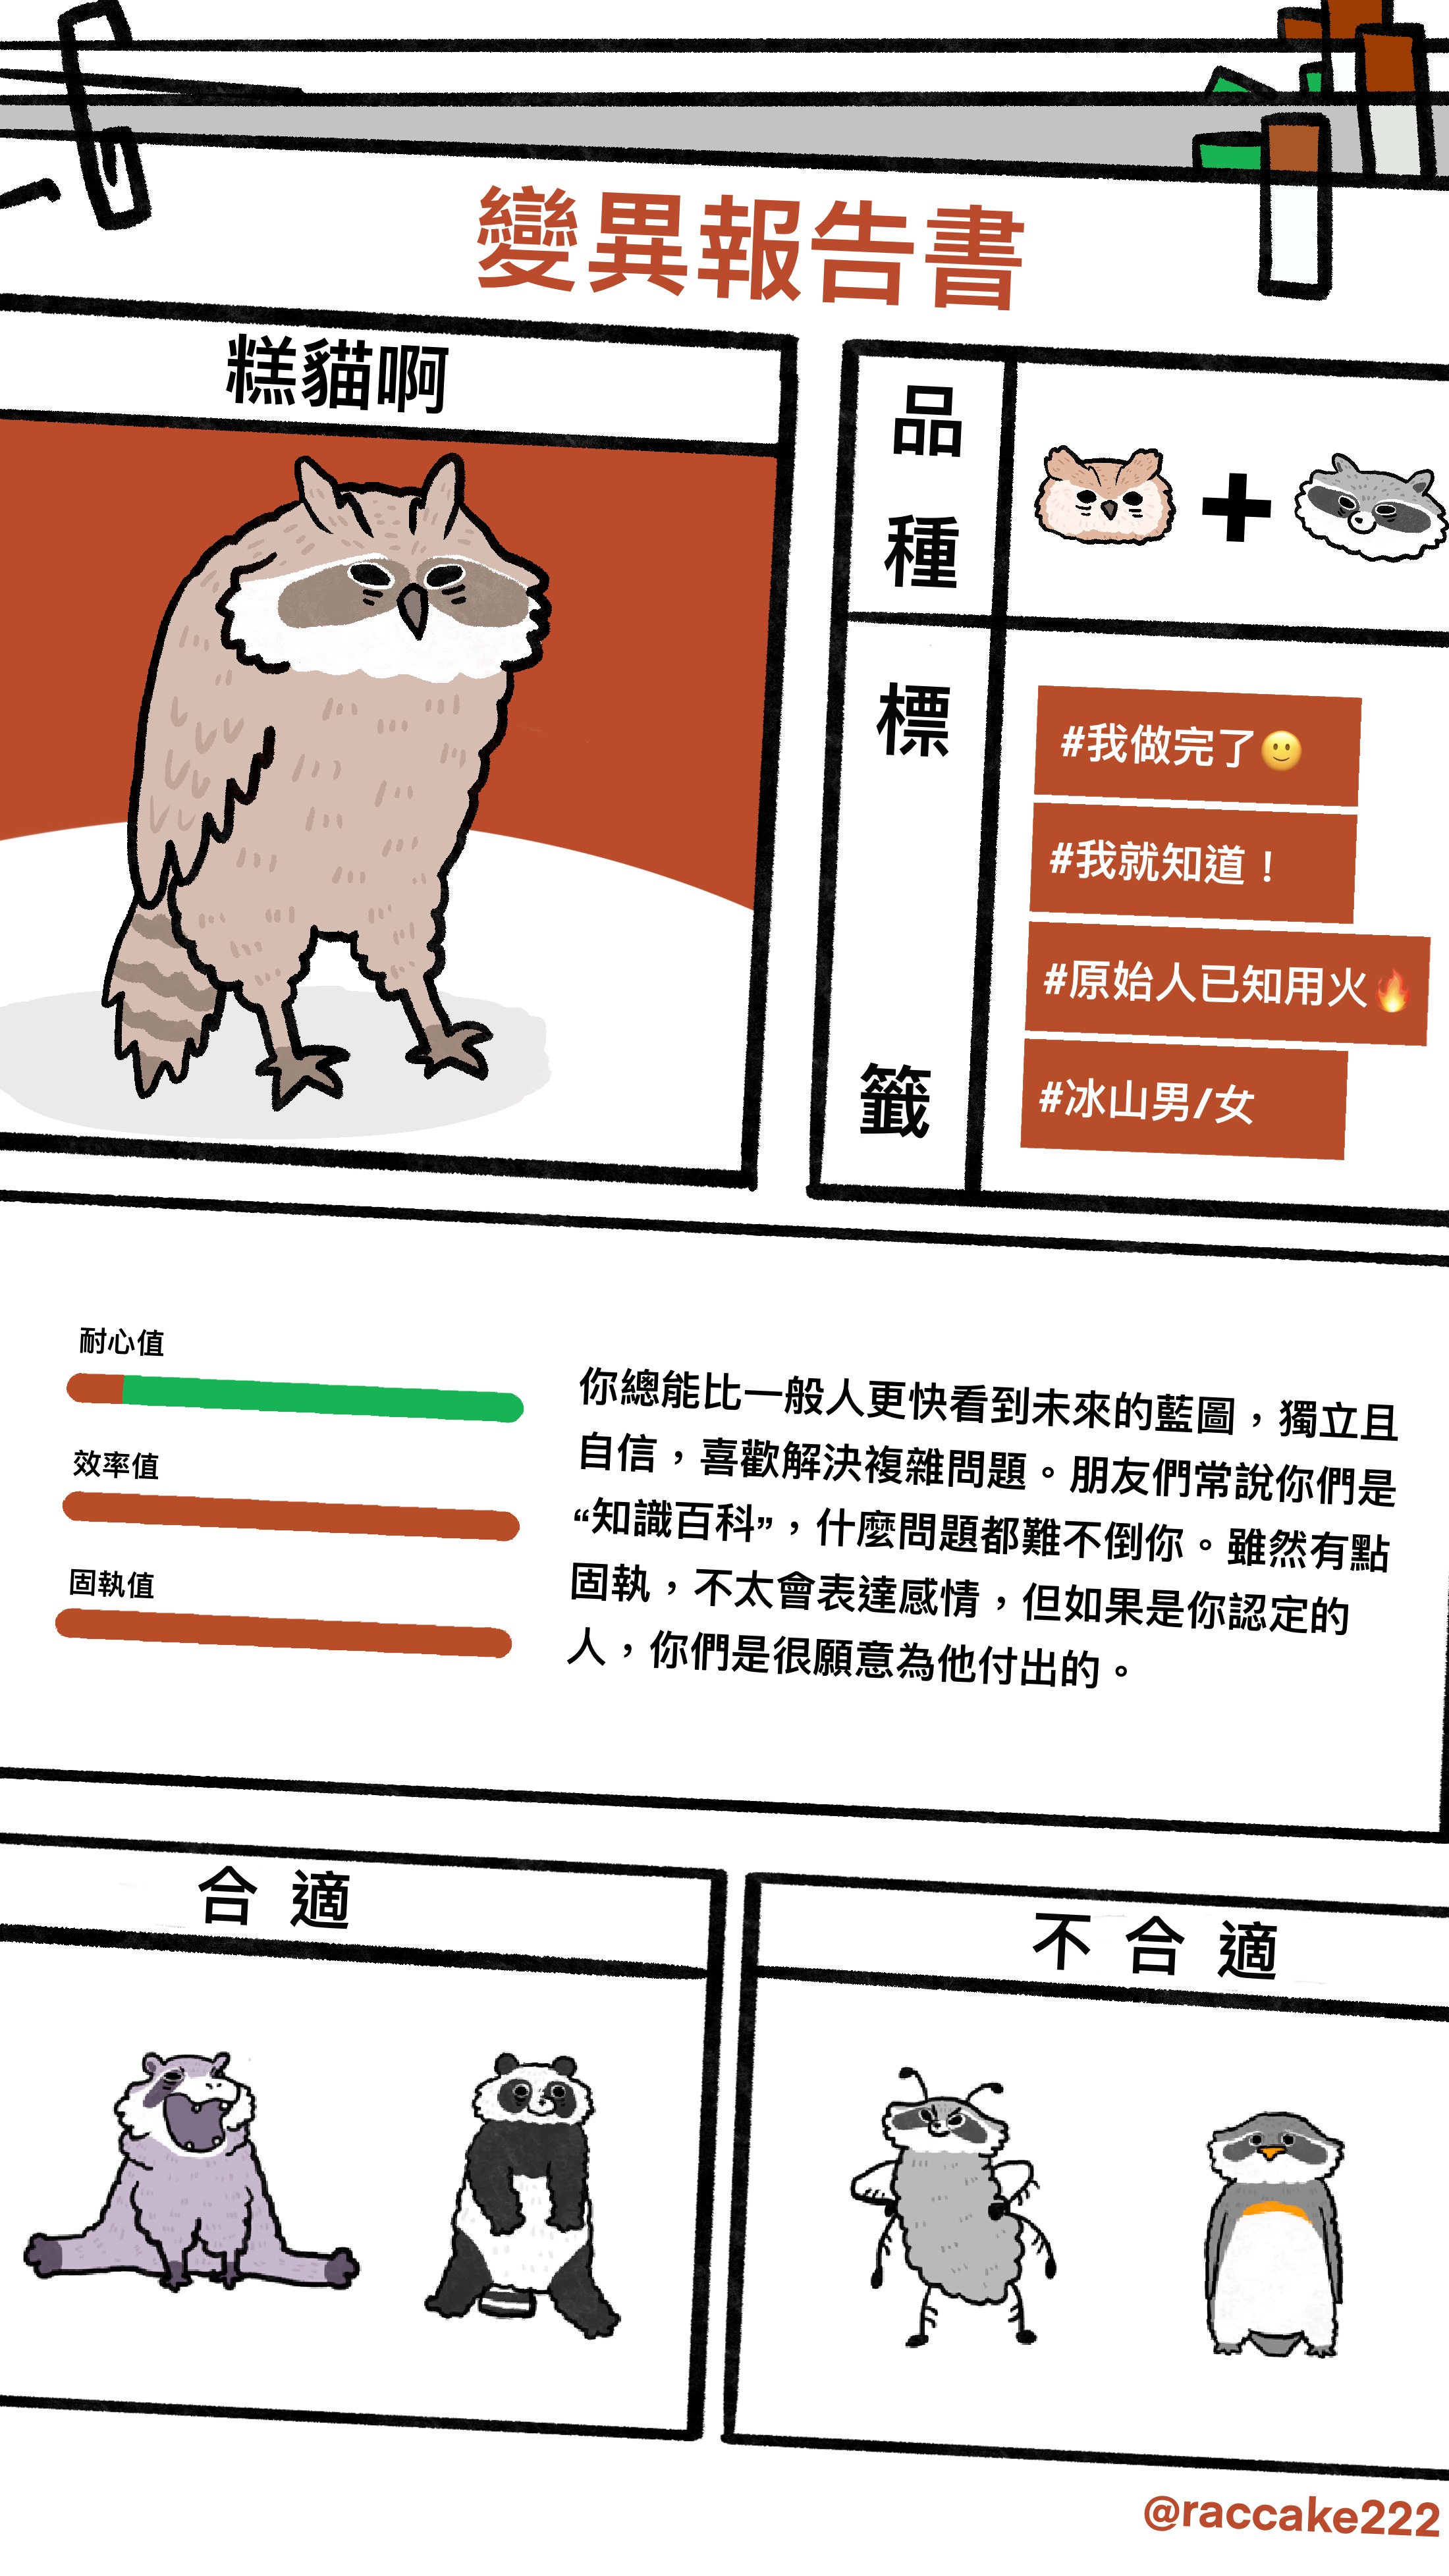 變異報告書
糕貓啊
品種
+
標籤
#我做完了🙂
#我就知道！
#原始人已知用火🔥
#冰山男/女
耐心值
效率值
固執值
你總能比一般人更快看到未來的藍圖，獨立且
自信，喜歡解決複雜問題。朋友們常說你們是
“知識百科”，什麼問題都難不倒你。雖然有點
固執，不太會表達感情，但如果是你認定的
人，你們是很願意為他付出的。
合適
不合適
@raccake222